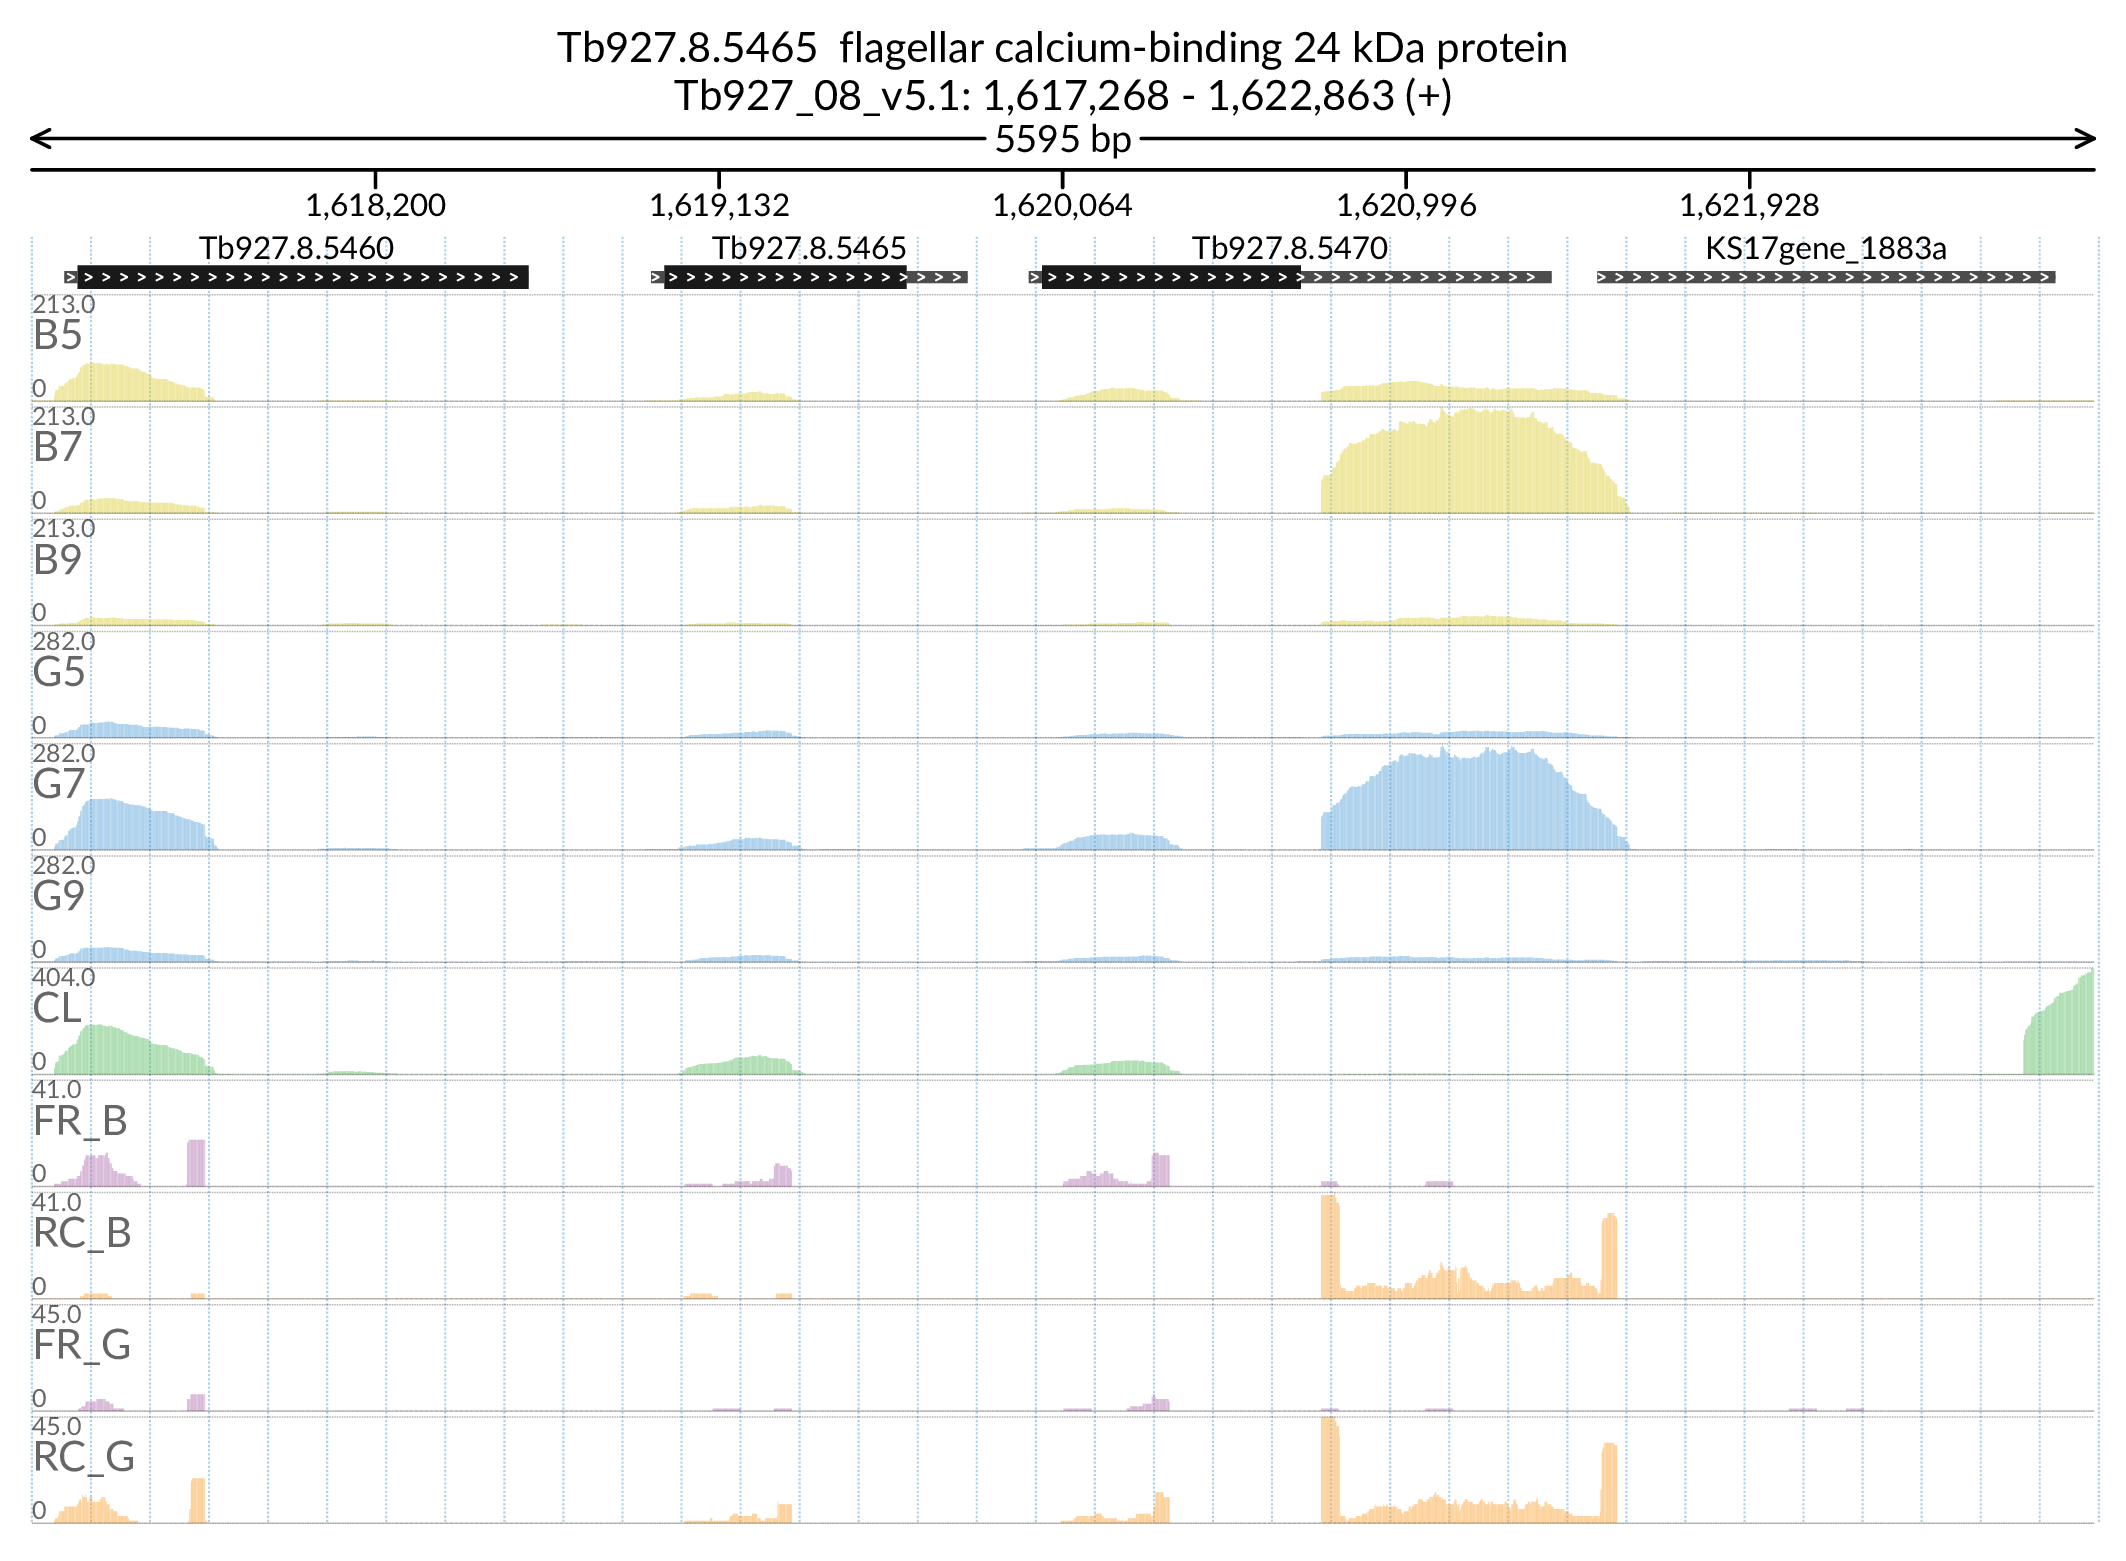 Tb927.8.5465 flagellar calcium-binding 24 kDa protein
Tb927_08_v5.1: 1,617,268 - 1,622,863 (+)
5595 bp
1,618,200 1,619,132 1,620,064 1,620,996 1,621,928
Tb927.8.5460 Tb927.8.5465 Tb927.8.5470 KS17gene_1883a
213.0
B5
0
213.0
B7
0
213.0
B9
0
282.0
G5
0
282.0
G7
0
282.0
G9
0
404.0
CL
0
41.0
FR_B
0
41.0
RC_B
0
45.0
FR_G
0
45.0
RC_G
0